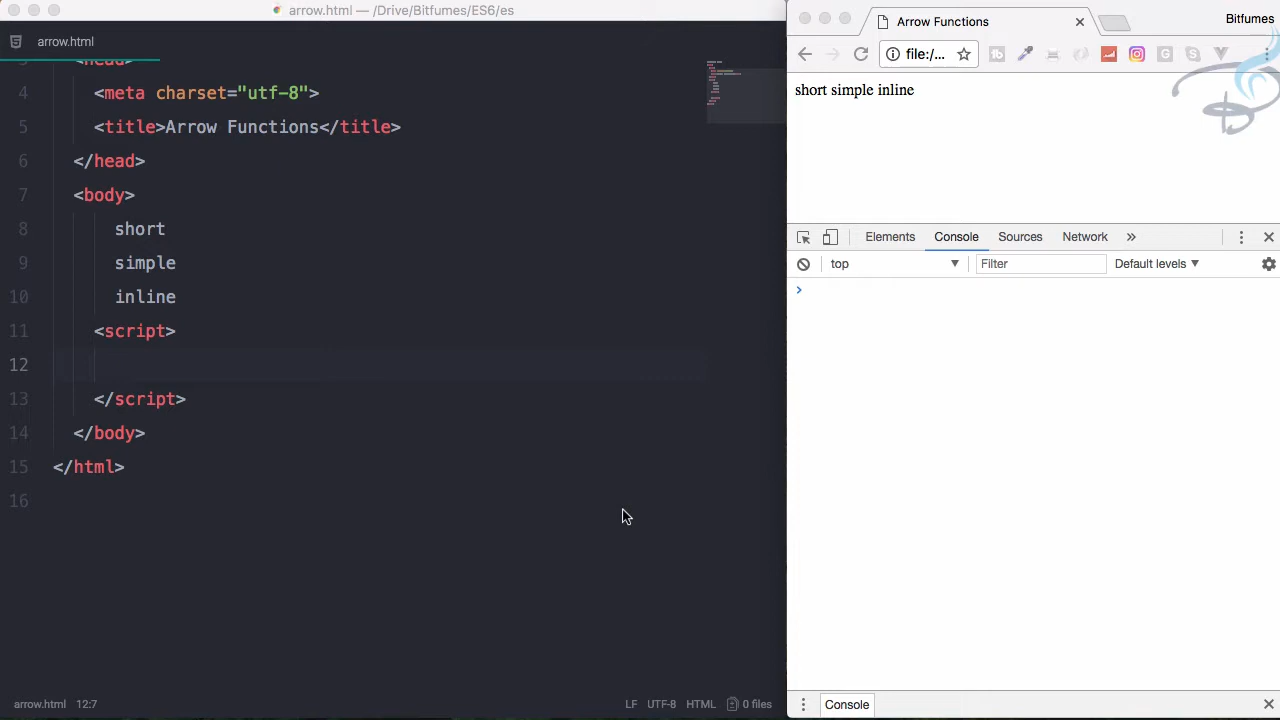 arrow.html — /Drive/Bitfumes/ES6/es
arrow.html
<head>
4 <meta charset="utf-8">
5 <title>Arrow Functions</title>
6 </head>
7 <body>
8 short
9 simple
10 inline
11 <script>
12
13 </script>
14 </body>
15 </html>
16
arrow.html 12:7 LF UTF-8 HTML 0 files
Arrow Functions
Bitfumes
file:/...
short simple inline
Elements Console Sources Network »
top Filter Default levels
Console